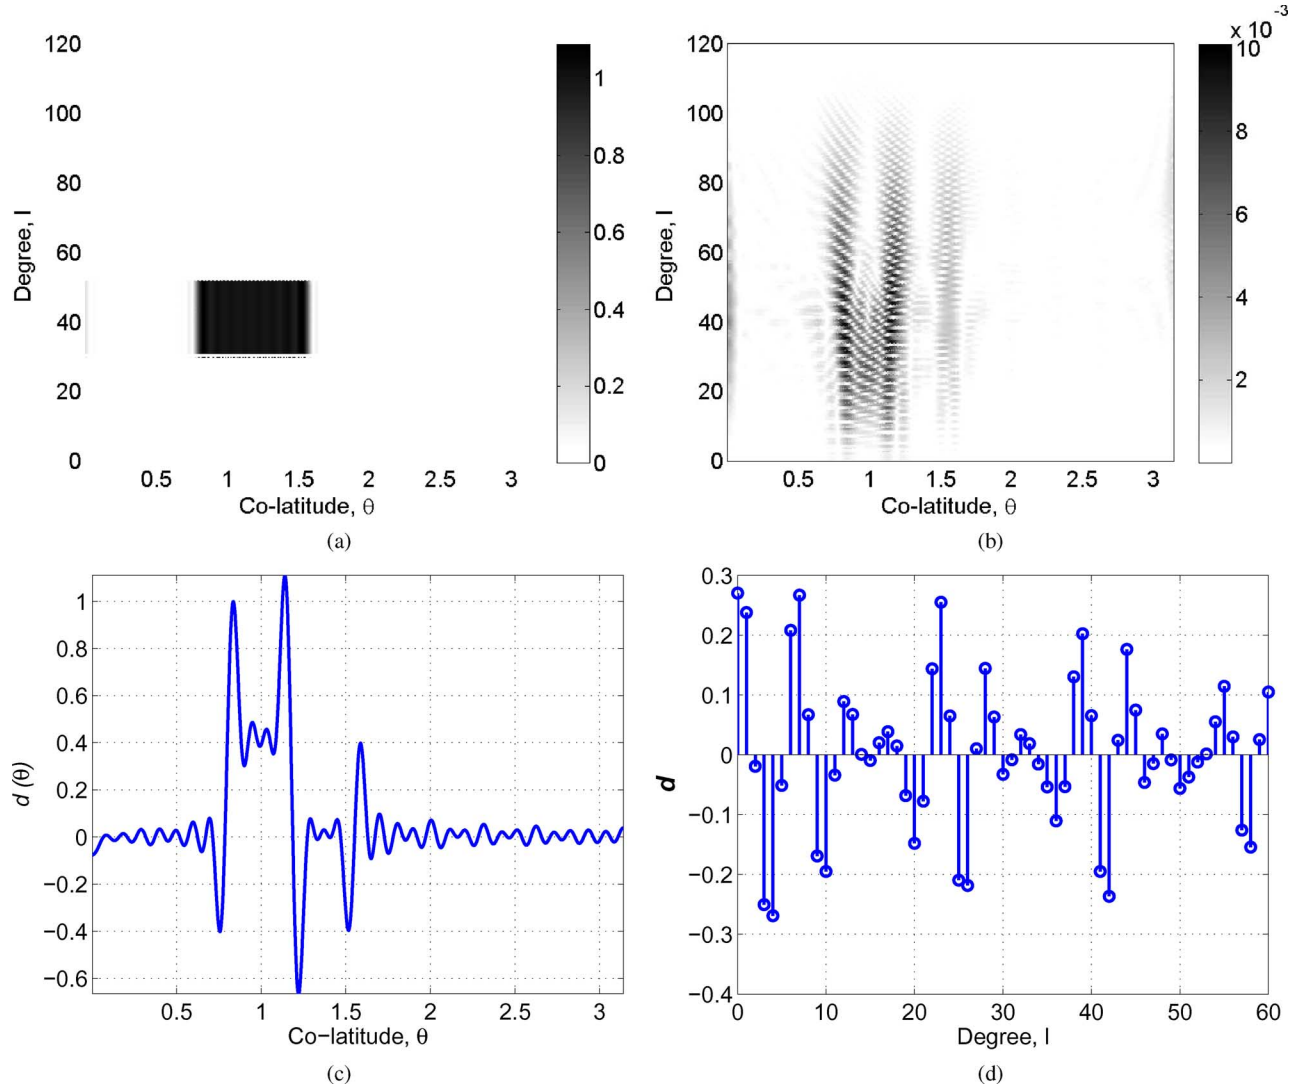 120
100
80
60
40
20
0
Degree, l
0.5 1 1.5 2 2.5 3
Co-latitude, θ
1
0.8
0.6
0.4
0.2
0
(a)
x 10 -3
120
100
80
60
40
20
0
Degree, l
0.5 1 1.5 2 2.5 3
Co-latitude, θ
10
8
6
4
2
(b)
1
0.8
0.6
0.4
0.2
0
−0.2
−0.4
−0.6
d (θ)
0.5 1 1.5 2 2.5 3
Co−latitude, θ
(c)
0.3
0.2
0.1
0
−0.1
−0.2
−0.3
−0.4
d
0 10 20 30 40 50 60
Degree, l
(d)